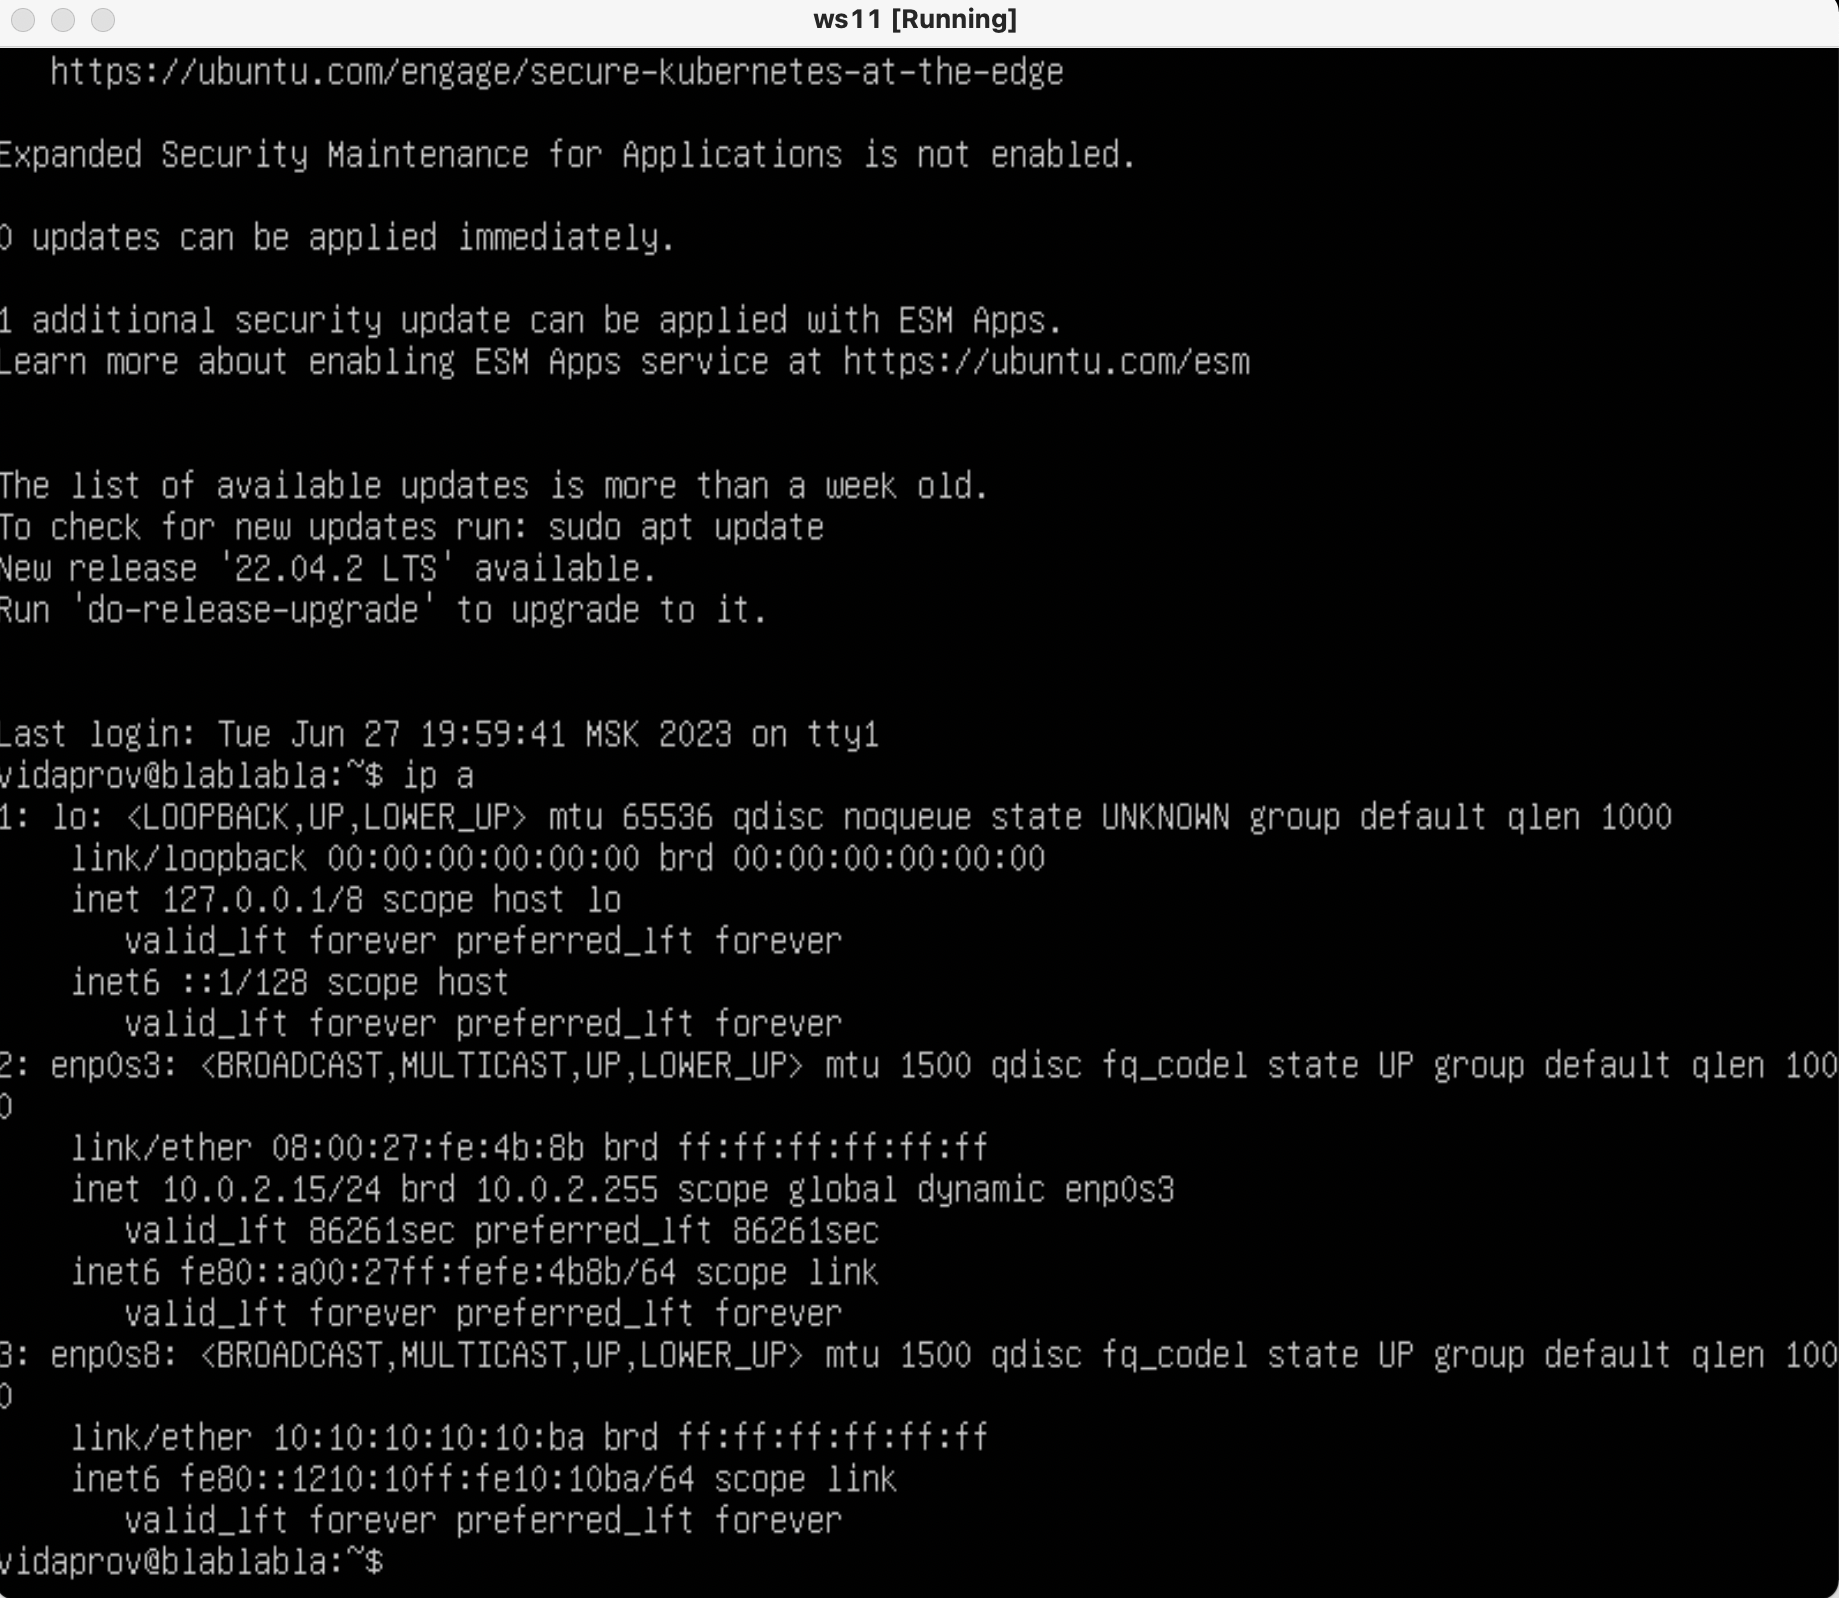 ws11 [Running]
https://ubuntu.com/engage/secure-kubernetes-at-the-edge
Expanded Security Maintenance for Applications is not enabled.
0 updates can be applied immediately.
1 additional security update can be applied with ESM Apps.
Learn more about enabling ESM Apps service at https://ubuntu.com/esm
The list of available updates is more than a week old.
To check for new updates run: sudo apt update
New release '22.04.2 LTS' available.
Run 'do-release-upgrade' to upgrade to it.
Last login: Tue Jun 27 19:59:41 MSK 2023 on tty1
vidaprov@blablabla:~$ ip a
1: lo: <LOOPBACK,UP,LOWER_UP> mtu 65536 qdisc noqueue state UNKNOWN group default qlen 1000
link/loopback 00:00:00:00:00:00 brd 00:00:00:00:00:00
inet 127.0.0.1/8 scope host lo
valid_lft forever preferred_lft forever
inet6 ::1/128 scope host
valid_lft forever preferred_lft forever
2: enp0s3: <BROADCAST,MULTICAST,UP,LOWER_UP> mtu 1500 qdisc fq_codel state UP group default qlen 100
0
link/ether 08:00:27:fe:4b:8b brd ff:ff:ff:ff:ff:ff
inet 10.0.2.15/24 brd 10.0.2.255 scope global dynamic enp0s3
valid_lft 86261sec preferred_lft 86261sec
inet6 fe80::a00:27ff:fefe:4b8b/64 scope link
valid_lft forever preferred_lft forever
3: enp0s8: <BROADCAST,MULTICAST,UP,LOWER_UP> mtu 1500 qdisc fq_codel state UP group default qlen 100
0
link/ether 10:10:10:10:10:ba brd ff:ff:ff:ff:ff:ff
inet6 fe80::1210:10ff:fe10:10ba/64 scope link
valid_lft forever preferred_lft forever
vidaprov@blablabla:~$